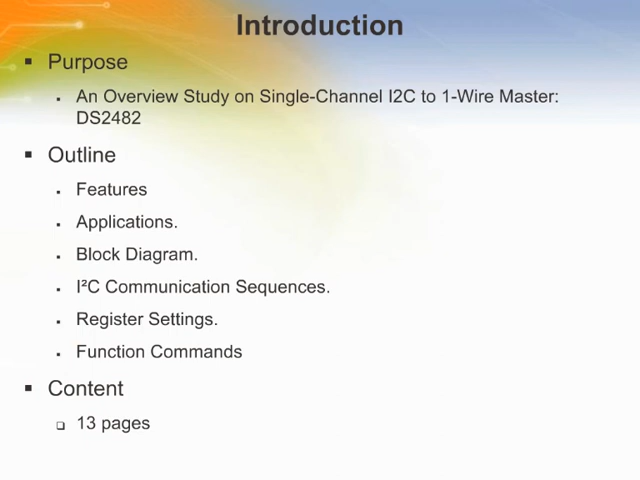 Introduction
Purpose
An Overview Study on Single-Channel I2C to 1-Wire Master:
DS2482
Outline
Features
Applications.
Block Diagram.
I²C Communication Sequences.
Register Settings.
Function Commands
Content
13 pages